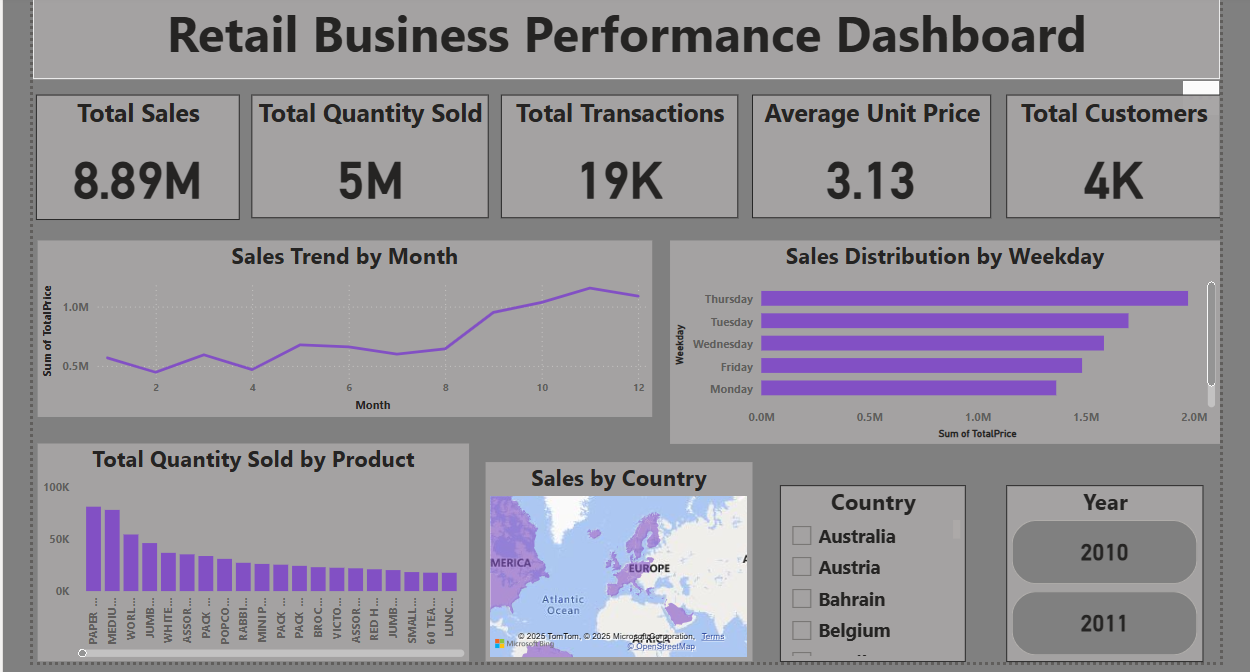 Retail Business Performance Dashboard
Total Sales
8.89M
Total Quantity Sold
5M
Total Transactions
19K
Average Unit Price
3.13
Total Customers
4K
Sales Trend by Month
Sum of TotalPrice
1.0M
0.5M
2 4 6 8 10 12
Month
Sales Distribution by Weekday
Weekday
Thursday
Tuesday
Wednesday
Friday
Monday
0.0M 0.5M 1.0M 1.5M 2.0M
Sum of TotalPrice
Total Quantity Sold by Product
100K
50K
0K
PAPER ...
MEDIU...
WORL...
JUMB...
WHITE...
ASSOR...
PACK ...
POPCO...
RABBI...
MINI P...
PACK ...
PACK ...
BROC...
VICTO...
ASSOR...
RED H...
JUMB...
SMALL...
60 TEA...
LUNC...
Sales by Country
MERICA
EUROPE
A
Atlantic
Ocean
AFRICA
© 2025 TomTom, © 2025 Microsoft Corporation, Terms
© OpenStreetMap
Microsoft Bing
Country
Australia
Austria
Bahrain
Belgium
Year
2010
2011